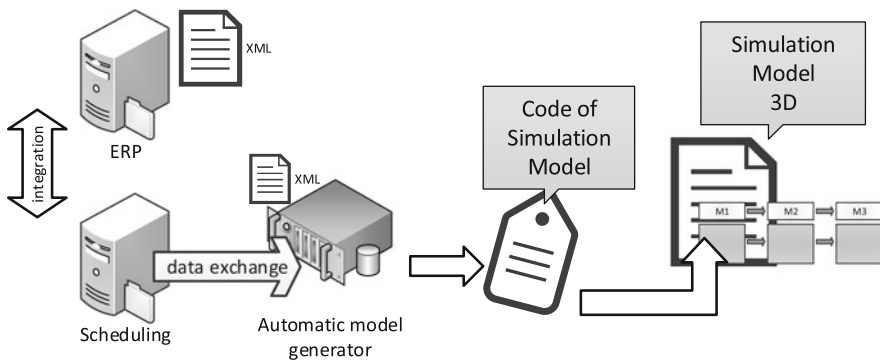 XML
ERP
integration
XML
data exchange
Scheduling
Automatic model
generator
Code of
Simulation
Model
Simulation
Model
3D
M1
M2
M3